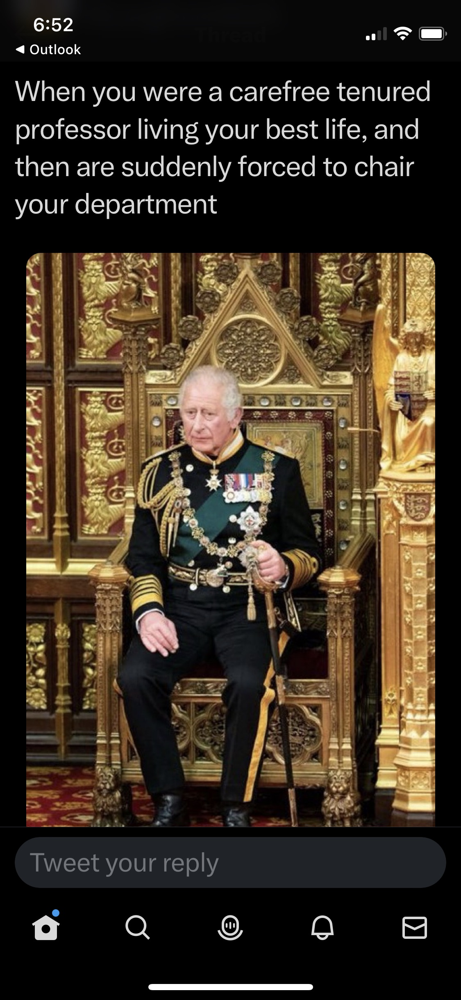 6:52
Thread
◀ Outlook
When you were a carefree tenured
professor living your best life, and
then are suddenly forced to chair
your department
Tweet your reply